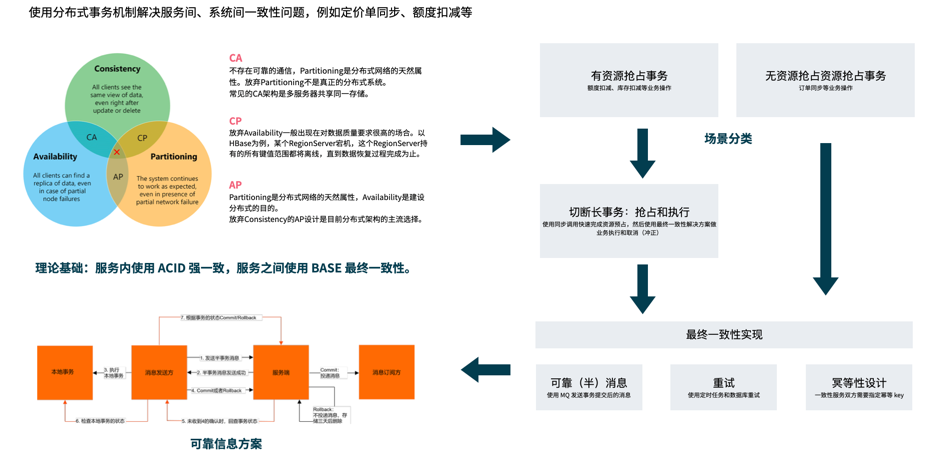 使用分布式事务机制解决服务间、系统间一致性问题，例如定价单同步、额度扣减等
Consistency
All clients see the
same view of data,
even right after
update or delete
CA
CP
Availability
All clients can find a
replica of data, even
in case of partial
node failures
AP
Partitioning
The system continues
to work as expected,
even in presence of
partial network failure
CA
不存在可靠的通信，Partitioning是分布式网络的天然属
性。放弃Partitioning不是真正的分布式系统。
常见的CA架构是多服务器共享同一存储。
CP
放弃Availability一般出现在对数据质量要求很高的场合。以
HBase为例，某个RegionServer宕机，这个RegionServer持
有的所有键值范围都将离线，直到数据恢复过程完成为止。
AP
Partitioning是分布式网络的天然属性，Availability是建设
分布式的目的。
放弃Consistency的AP设计是目前分布式架构的主流选择。
理论基础：服务内使用 ACID 强一致，服务之间使用 BASE 最终一致性。
7. 根据事务的状态Commit/Rollback
本地事务
3. 执行
本地事务
消息发送方
1. 发送半事务消息
2. 半事务消息发送成功
4. Commit或者Rollback
服务端
Commit：
投递消息
消息订阅方
Rollback：
不投递消息，存
储三天后删除
6. 检查本地事务的状态
5. 未收到4的确认时，回查事务状态
可靠信息方案
有资源抢占事务
额度扣减、库存扣减等业务操作
无资源抢占资源抢占事务
订单同步等业务操作
场景分类
切断长事务：抢占和执行
使用同步调用快速完成资源预占，然后使用最终一致性解决方案做
业务执行和取消（冲正）
最终一致性实现
可靠（半）消息
使用 MQ 发送事务提交后的消息
重试
使用定时任务和数据库重试
冥等性设计
一致性服务双方需要指定幂等 key